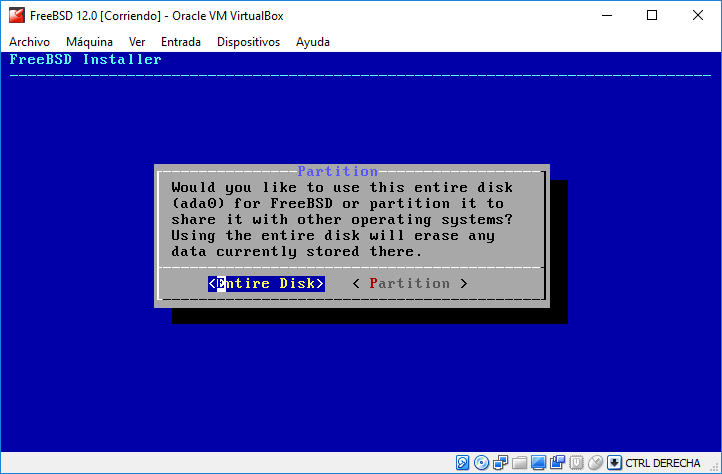 FreeBSD 12.0 [Corriendo] - Oracle VM VirtualBox
Archivo Máquina Ver Entrada Dispositivos Ayuda
FreeBSD Installer
Partition
Would you like to use this entire disk
(ada0) for FreeBSD or partition it to
share it with other operating systems?
Using the entire disk will erase any
data currently stored there.
<Entire Disk> < Partition >
CTRL DERECHA